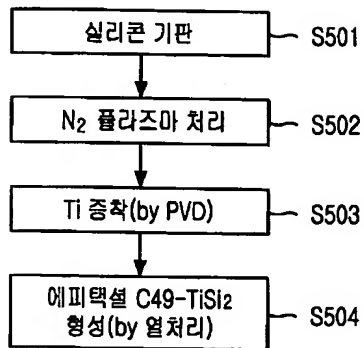 실리콘 기판
S501
N₂ 플라즈마 처리
S502
Ti 증착(by PVD)
S503
에피택셜 C49-TiSi₂
형성(by 열처리)
S504